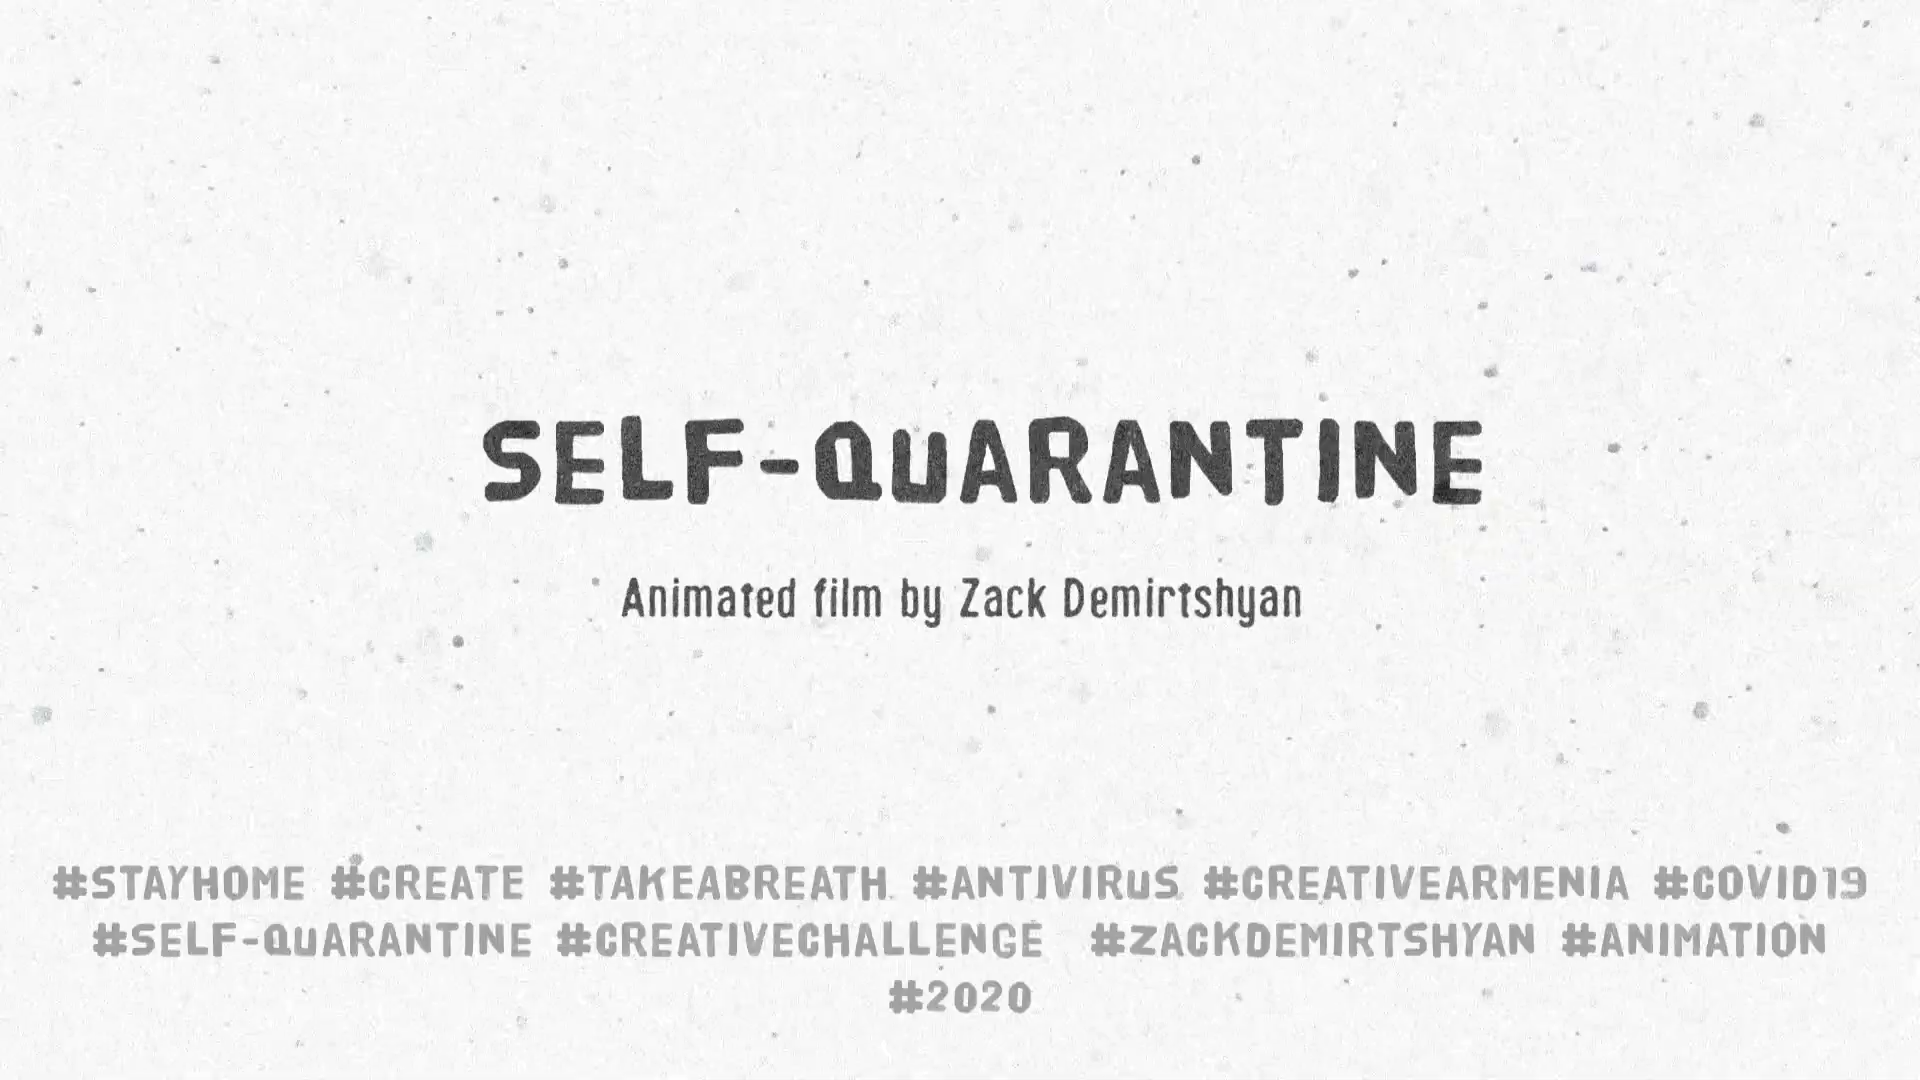 SELF-QUARANTINE
Animated film by Zack Demirtshyan
#STAYHOME #CREATE #TAKEABREATH #ANTIVIRUS #CREATIVEARMENIA #COVID19
#SELF-QUARANTINE #CREATIVECHALLENGE #ZACKDEMIRTSHYAN #ANIMATION
#2020